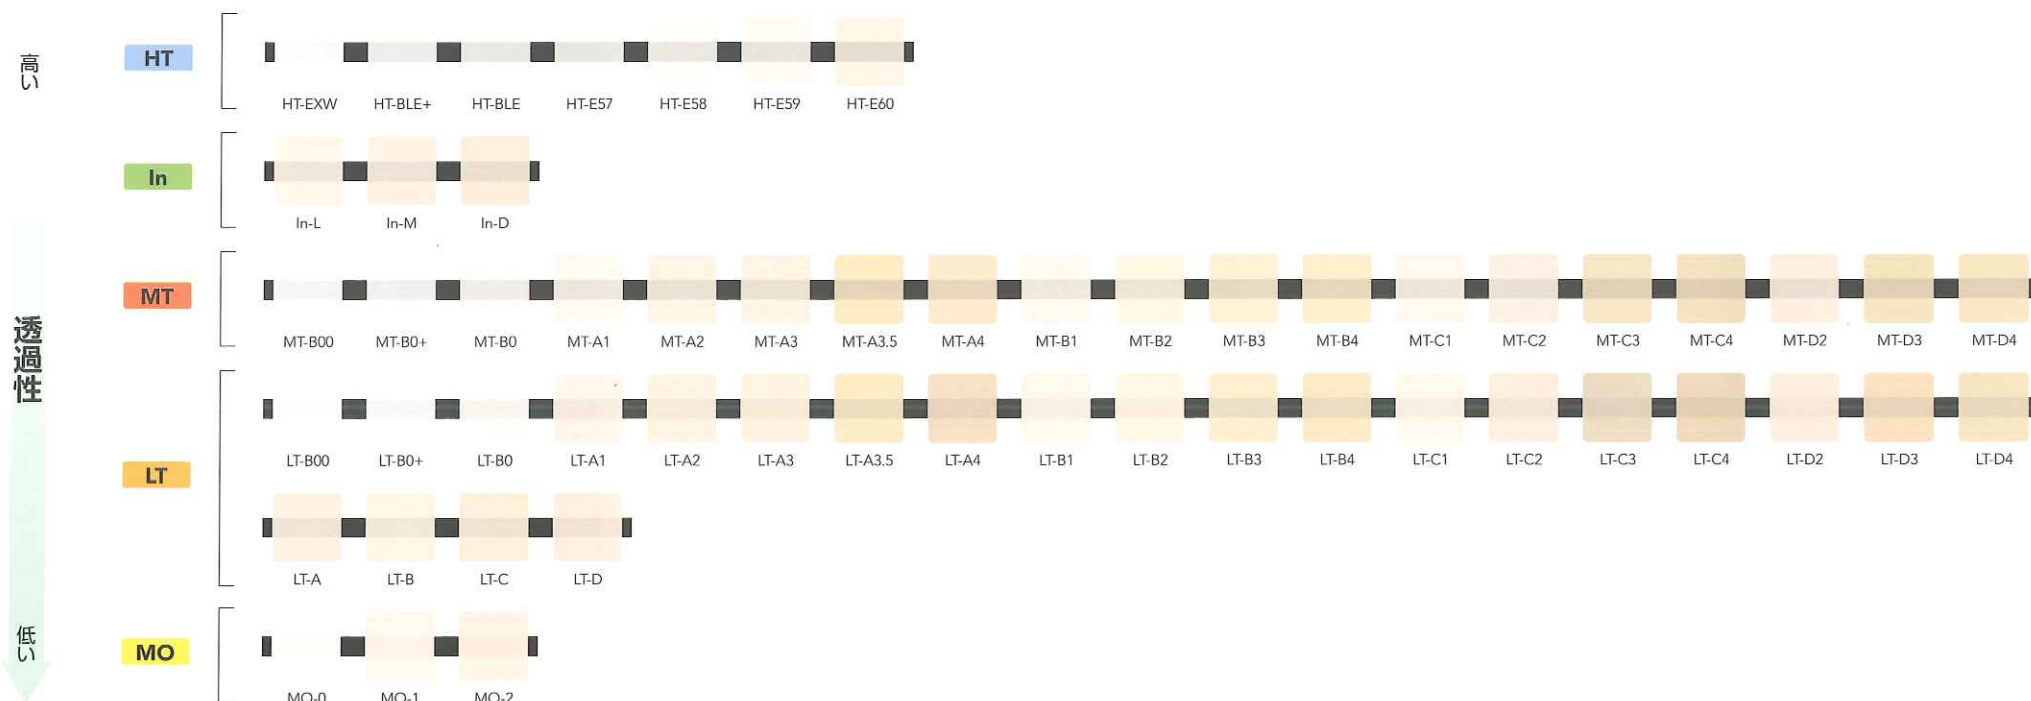 高い
透過性
低い
HT
HT-EXW HT-BLE+ HT-BLE HT-E57 HT-E58 HT-E59 HT-E60
In
In-L In-M In-D
MT
MT-B00 MT-B0+ MT-B0 MT-A1 MT-A2 MT-A3 MT-A3.5 MT-A4 MT-B1 MT-B2 MT-B3 MT-B4 MT-C1 MT-C2 MT-C3 MT-C4 MT-D2 MT-D3 MT-D4
LT
LT-B00 LT-B0+ LT-B0 LT-A1 LT-A2 LT-A3 LT-A3.5 LT-A4 LT-B1 LT-B2 LT-B3 LT-B4 LT-C1 LT-C2 LT-C3 LT-C4 LT-D2 LT-D3 LT-D4
LT-A LT-B LT-C LT-D
MO
MO-0 MO-1 MO-2